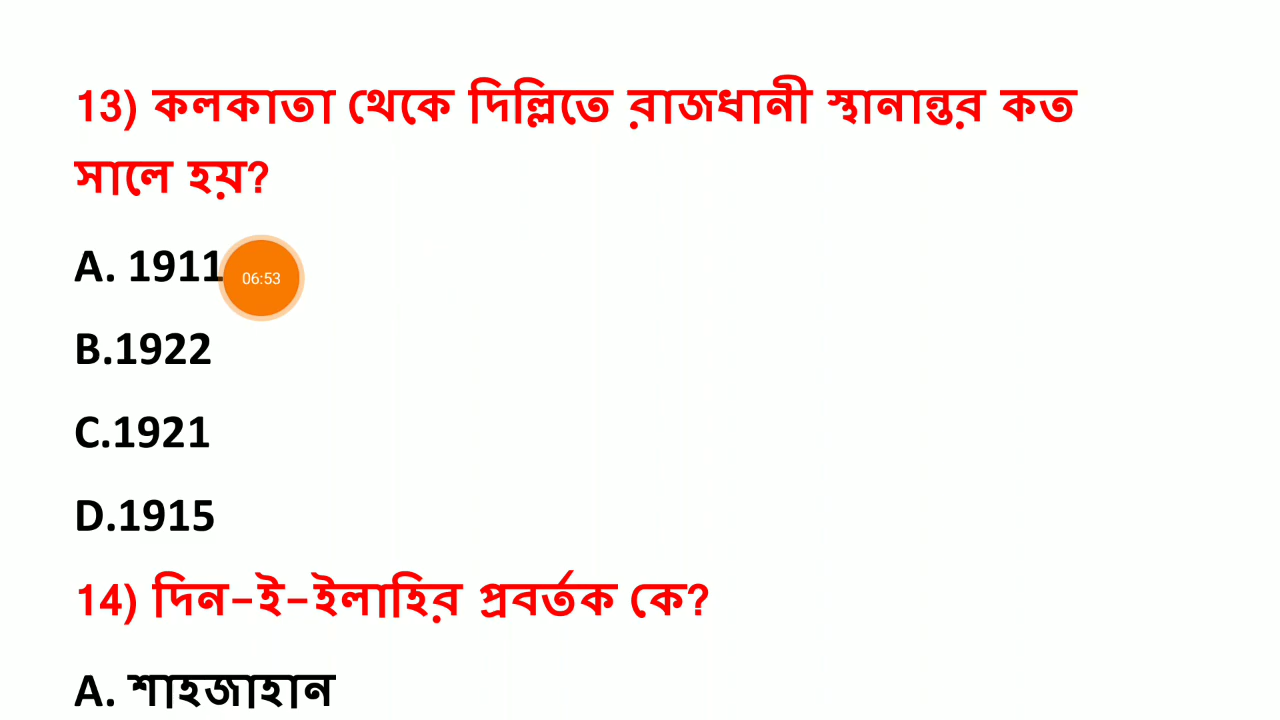 13) কলকাতা থেকে দিল্লিতে রাজধানী স্থানান্তর কত
সালে হয়?
A. 1911
06:53
B.1922
C.1921
D.1915
14) দিন-ই-ইলাহির প্রবর্তক কে?
A. শাহজাহান